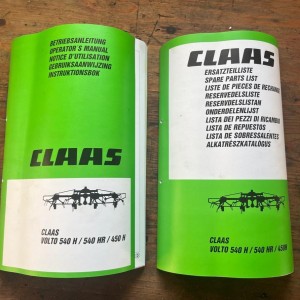 BETRIEBSANLEITUNG
OPERATOR'S MANUAL
NOTICE D'UTILISATION
GEBRUIKSAANWIJZING
INSTRUKTIONSBOK
CLAAS
CLAAS
VOLTO 540 H / 540 HR / 450 H
CLAAS
ERSATZTEILLISTE
SPARE PARTS LIST
LISTE DE PIECES DE RECHANGE
RESERVEDELSLISTE
RESERVDELSLISTAN
ONDERDELENLIJST
LISTA DEI PEZZI DI RICAMBIO
LISTA DE REPUESTOS
LISTA DE SOBRESSALENTES
ALKATRÉSZKATALÓGUS
CLAAS
VOLTO 540 H / 540 HR / 450H